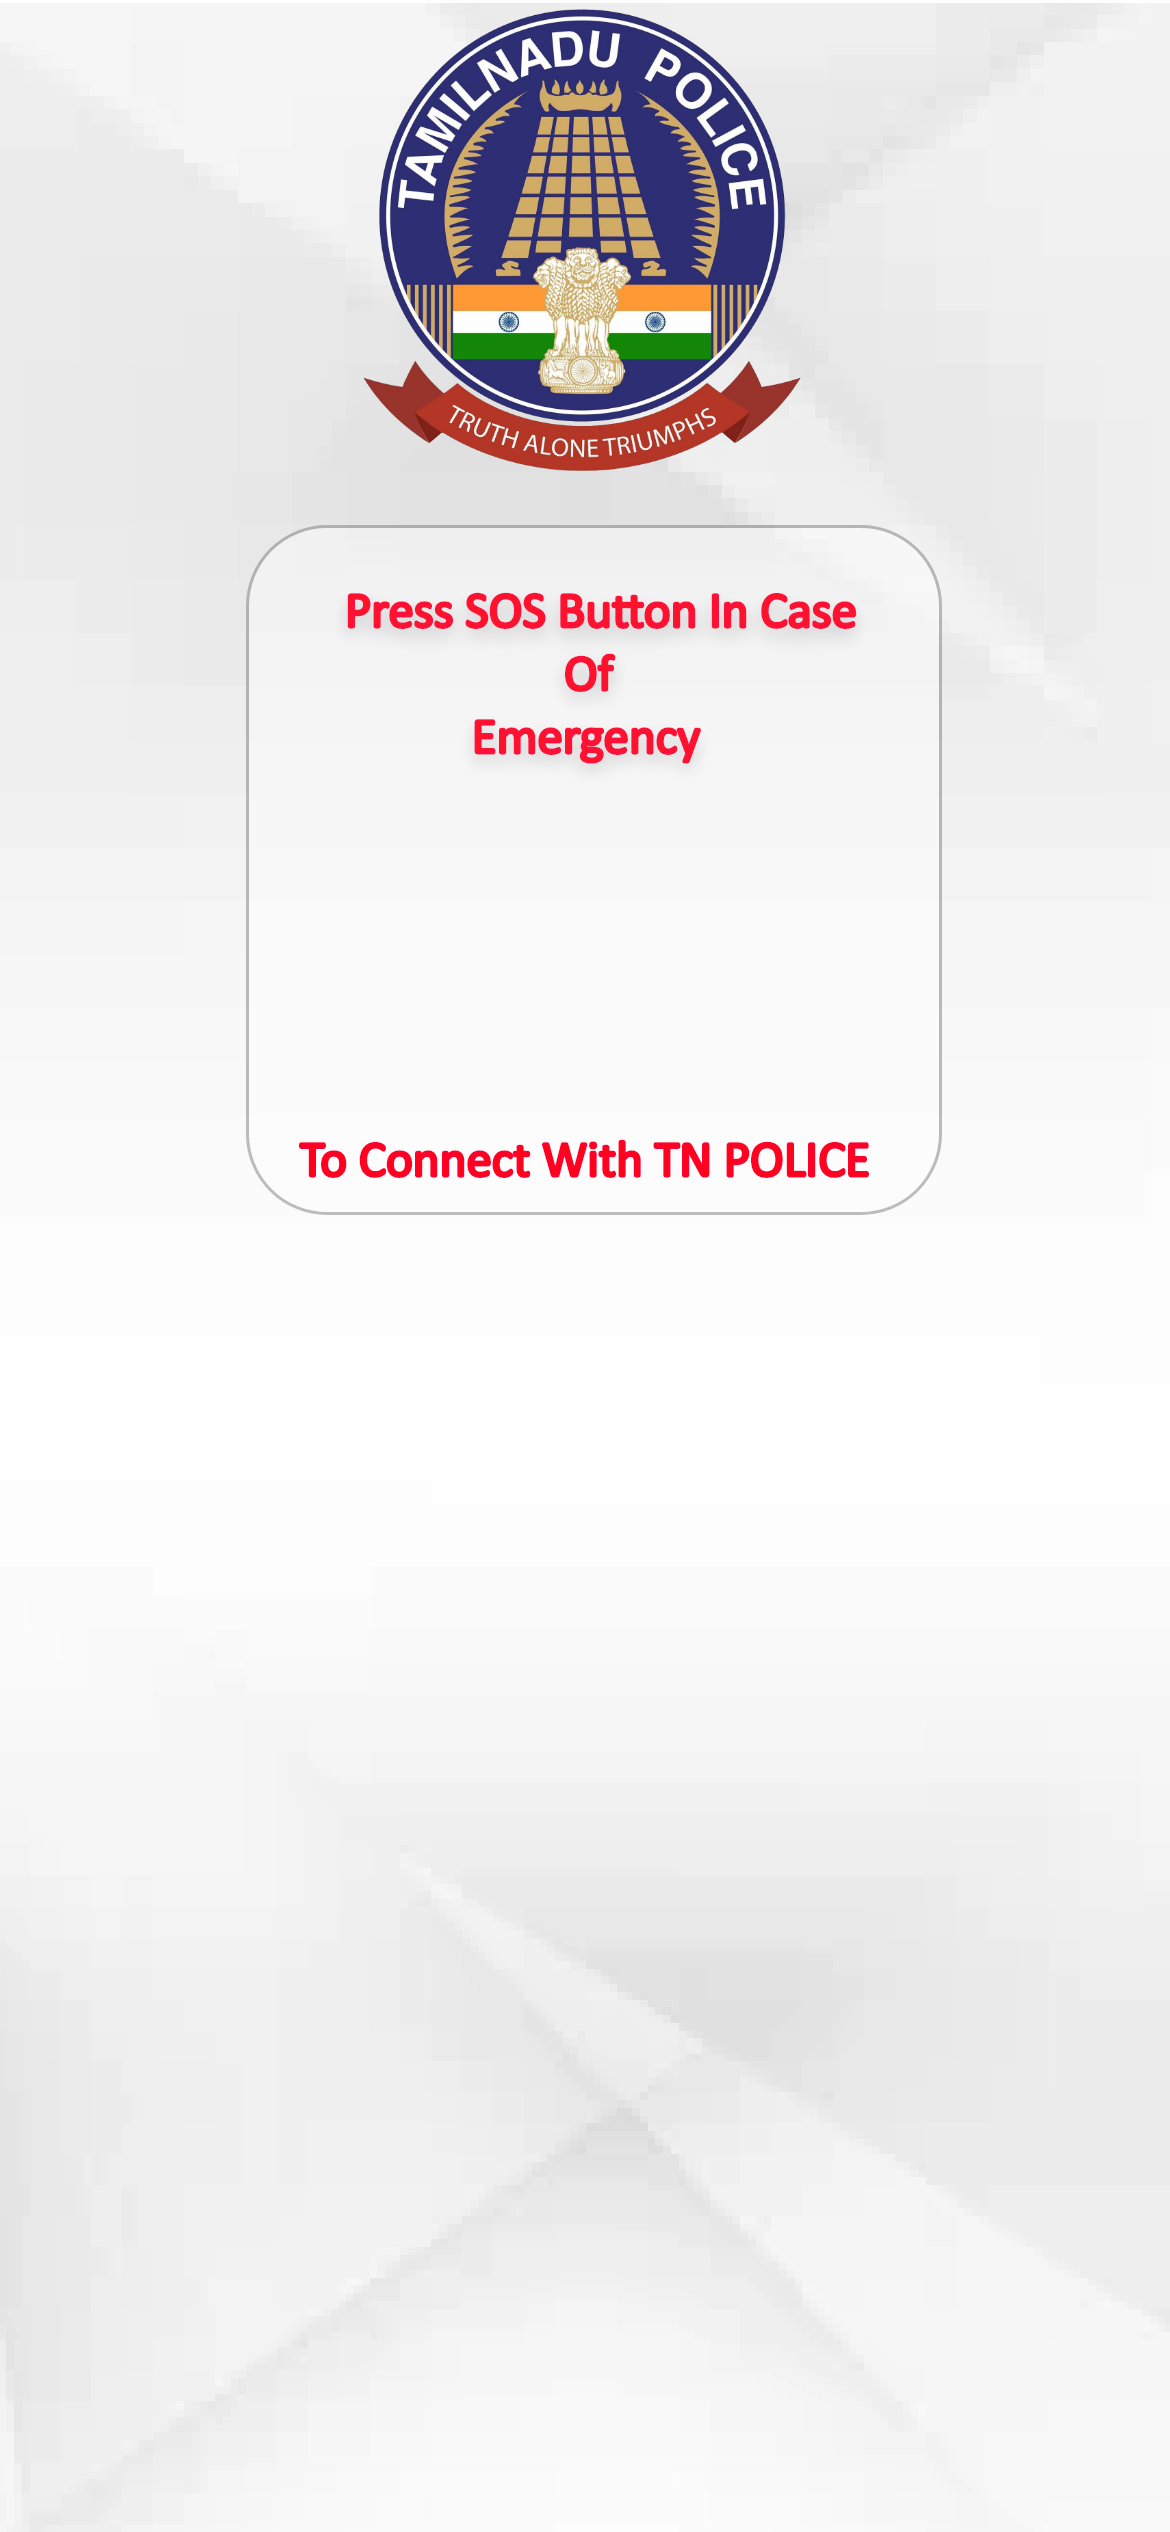 TAMILNADU POLICE
TRUTH ALONE TRIUMPHS
Press SOS Button In Case
Of
Emergency
To Connect With TN POLICE